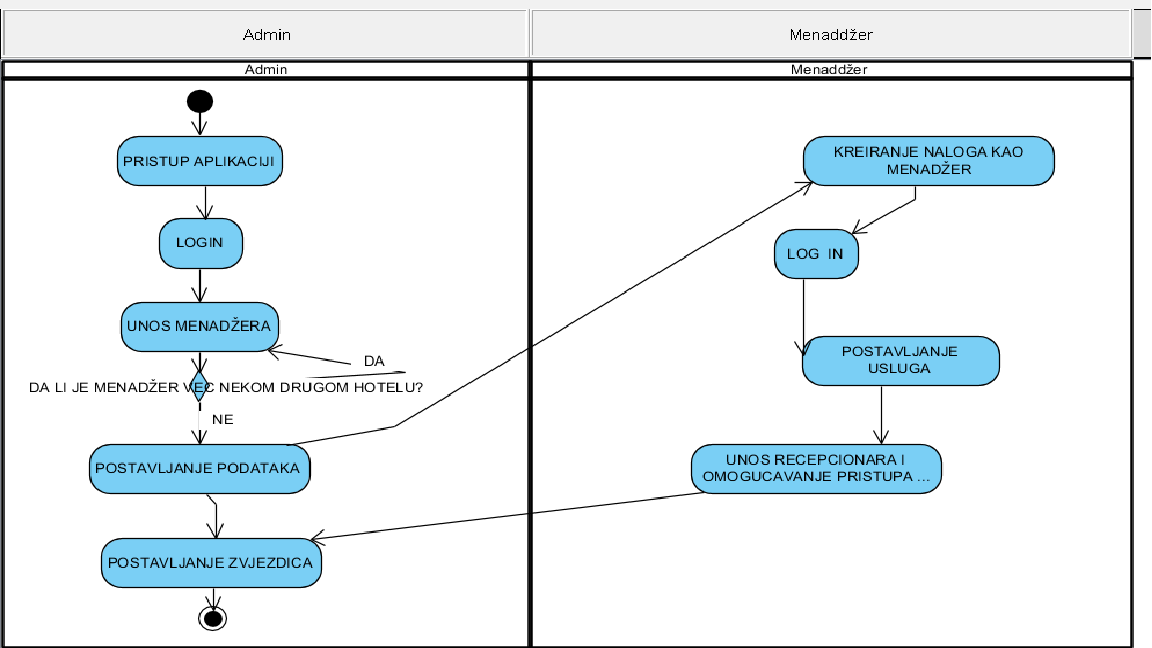 Admin
Menaddžer
Admin
Menaddžer
PRISTUP APLIKACIJI
LOGIN
UNOS MENADŽERA
DA
DA LI JE MENADŽER VEC NEKOM DRUGOM HOTELU?
NE
POSTAVLJANJE PODATAKA
POSTAVLJANJE ZVJEZDICA
KREIRANJE NALOGA KAO
MENADŽER
LOG IN
POSTAVLJANJE
USLUGA
UNOS RECEPCIONARA I
OMOGUCAVANJE PRISTUPA ...